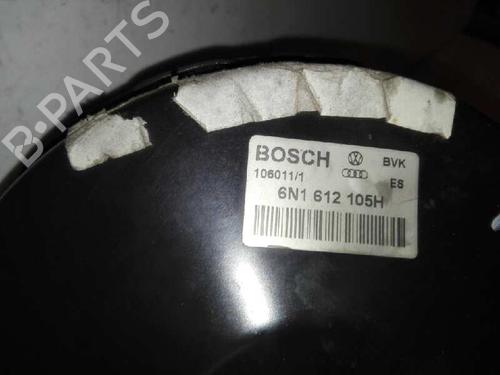 B-PARTS
BOSCH BVK
106011/1 ES
6N1 612 105H